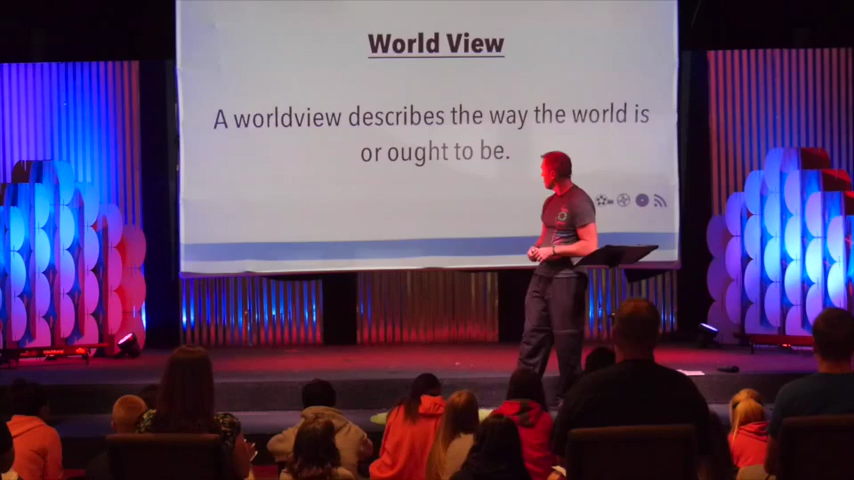 World View
A worldview describes the way the world is
or ought to be.